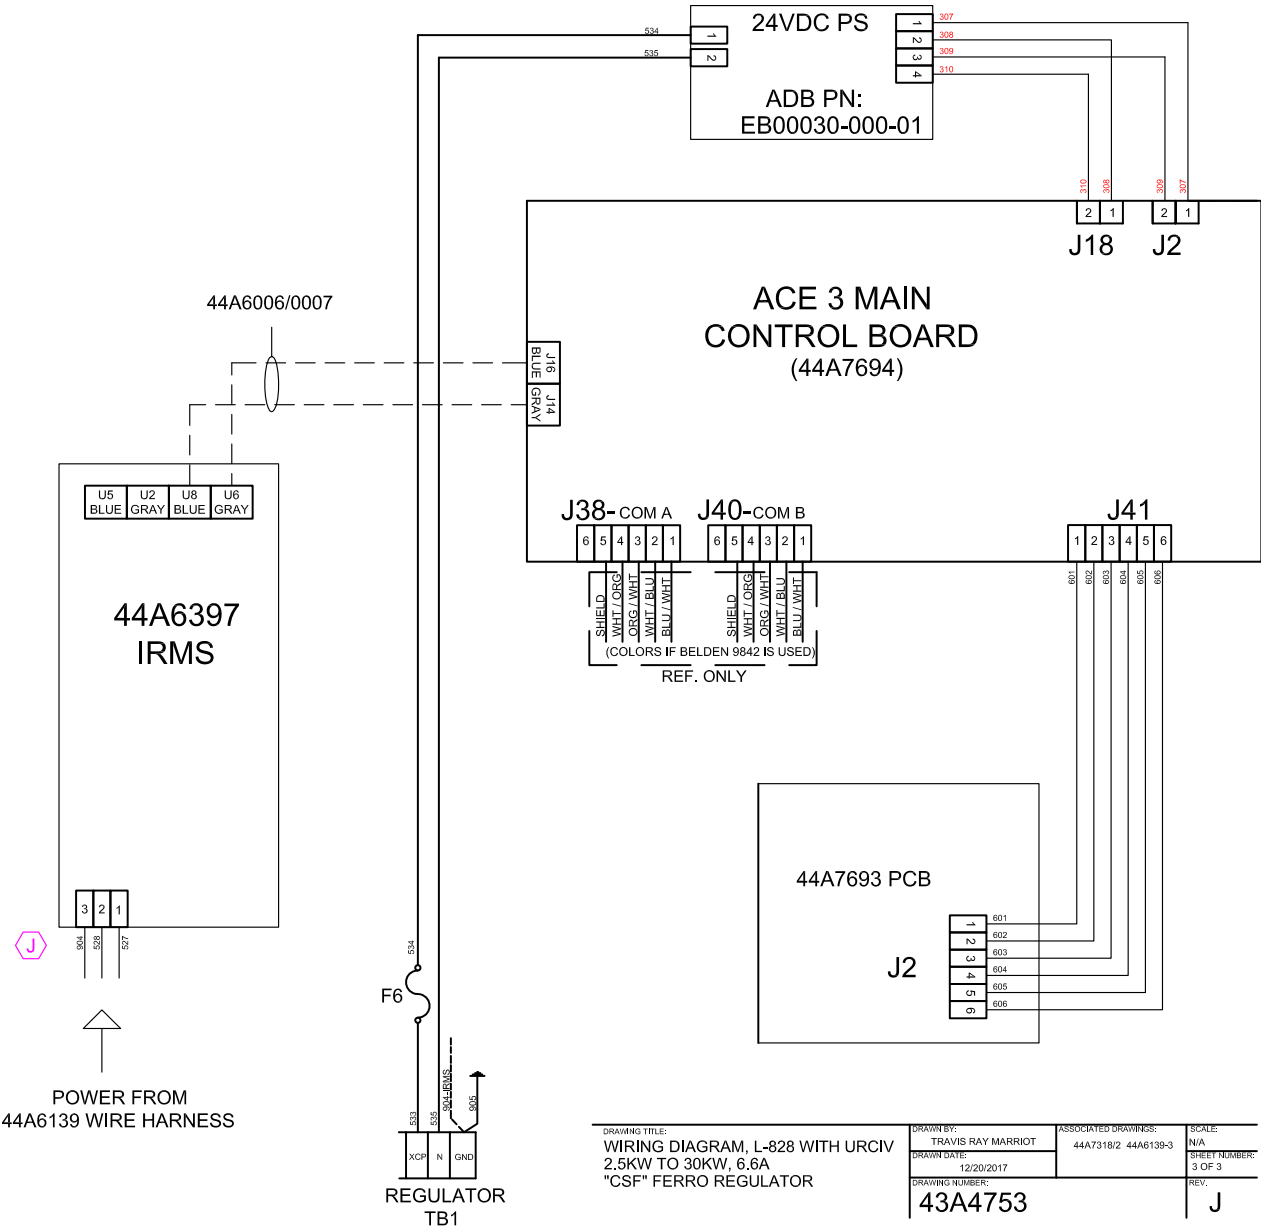 24VDC PS
ADB PN:
EB00030-000-01
534
535
1
2
1
2
3
4
307
308
309
310
310
308
309
307
2 1
2 1
J18
J2
ACE 3 MAIN
CONTROL BOARD
(44A7694)
44A6006/0007
J16
BLUE
J14
GRAY
U5
BLUE
U2
GRAY
U8
BLUE
U6
GRAY
44A6397
IRMS
J38- COM A
6 5 4 3 2 1
J40-COM B
6 5 4 3 2 1
J41
1 2 3 4 5 6
SHIELD
WHT / ORG
ORG / WHT
WHT / BLU
BLU / WHT
SHIELD
WHT / ORG
ORG / WHT
WHT / BLU
BLU / WHT
(COLORS IF BELDEN 9842 IS USED)
REF. ONLY
601
602
603
604
605
606
44A7693 PCB
J2
1
2
3
4
5
6
601
602
603
604
605
606
3 2 1
904
528
527
J
POWER FROM
44A6139 WIRE HARNESS
534
F6
533
535
904-IRMS
905
XCP N GND
REGULATOR
TB1
DRAWING TITLE:
WIRING DIAGRAM, L-828 WITH URCIV
2.5KW TO 30KW, 6.6A
"CSF" FERRO REGULATOR
DRAWN BY:
TRAVIS RAY MARRIOT
DRAWN DATE:
12/20/2017
ASSOCIATED DRAWINGS:
44A7318/2 44A6139-3
SCALE:
N/A
SHEET NUMBER:
3 OF 3
DRAWING NUMBER:
43A4753
REV.
J